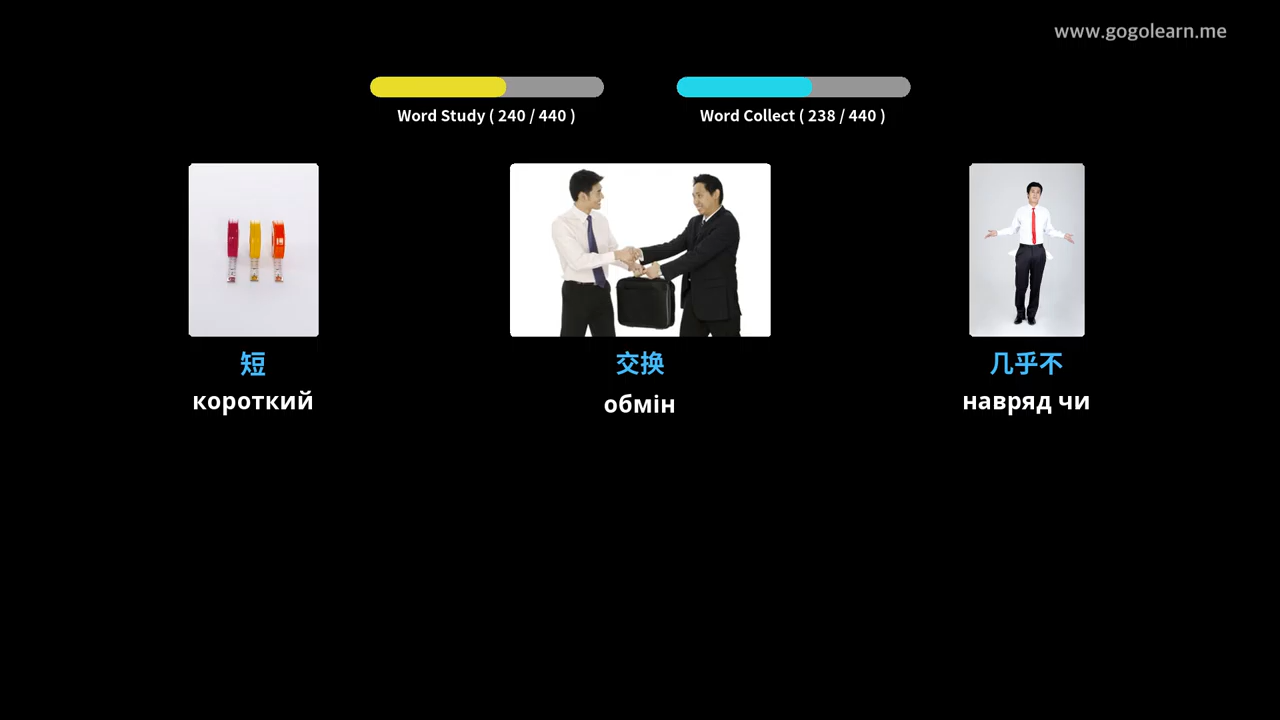 www.gogolearn.me
Word Study ( 240 / 440 )
Word Collect ( 238 / 440 )
短
короткий
交换
обмін
几乎不
навряд чи